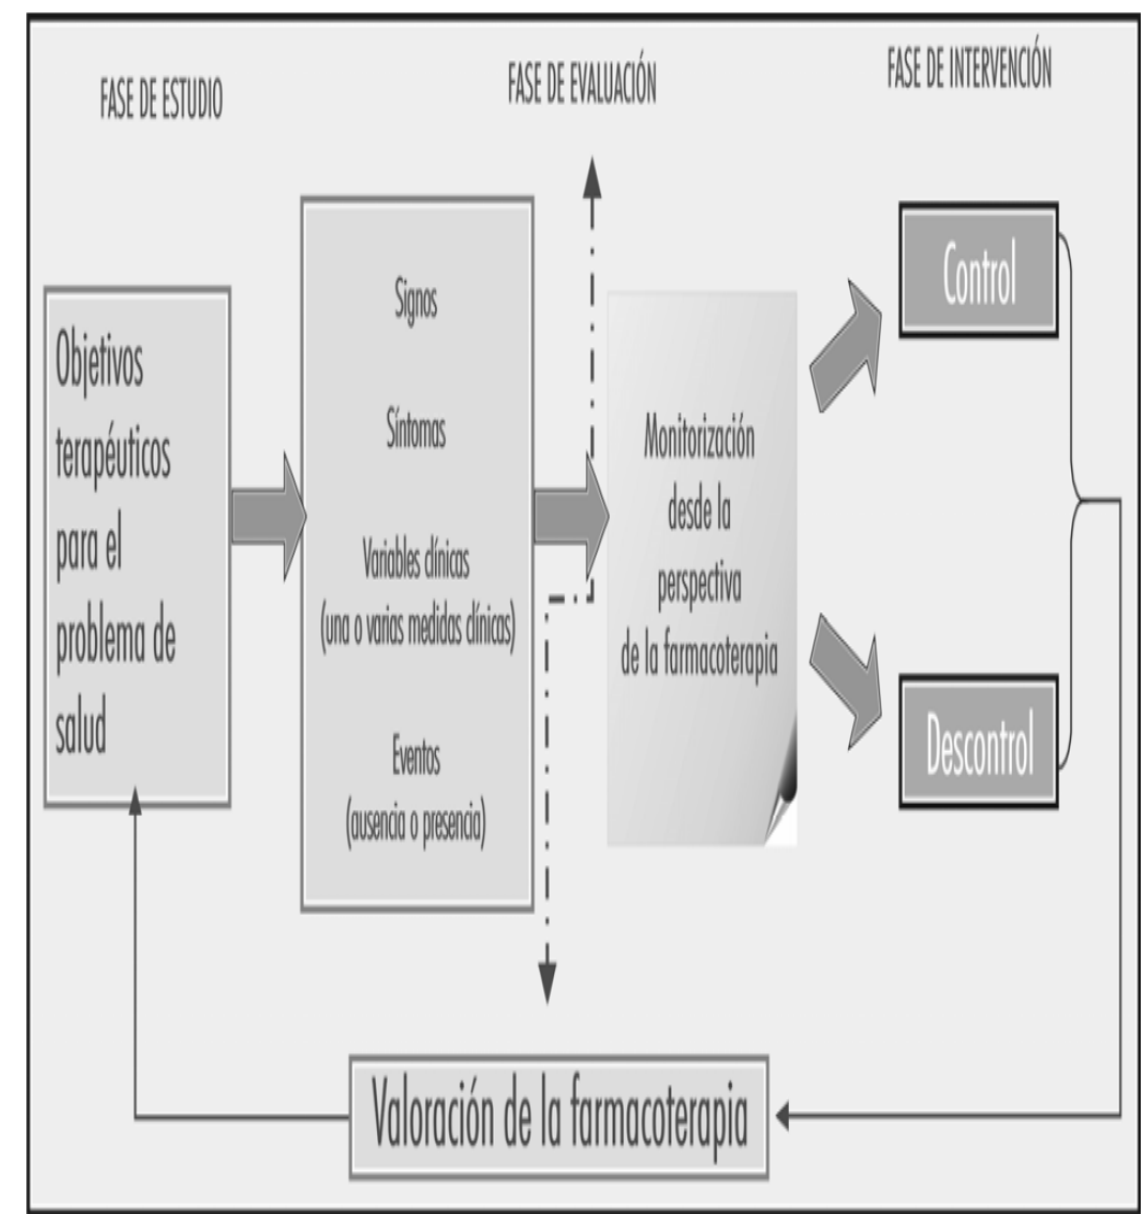 FASE DE ESTUDIO
FASE DE EVALUACIÓN
FASE DE INTERVENCIÓN
Objetivos
terapéuticos
para el
problema de
salud
Signos
Síntomas
Variables clínicas
(una o varias medidas clínicas)
Eventos
(ausencia o presencia)
Monitorización
desde la
perspectiva
de la farmacoterapia
Control
Descontrol
Valoración de la farmacoterapia